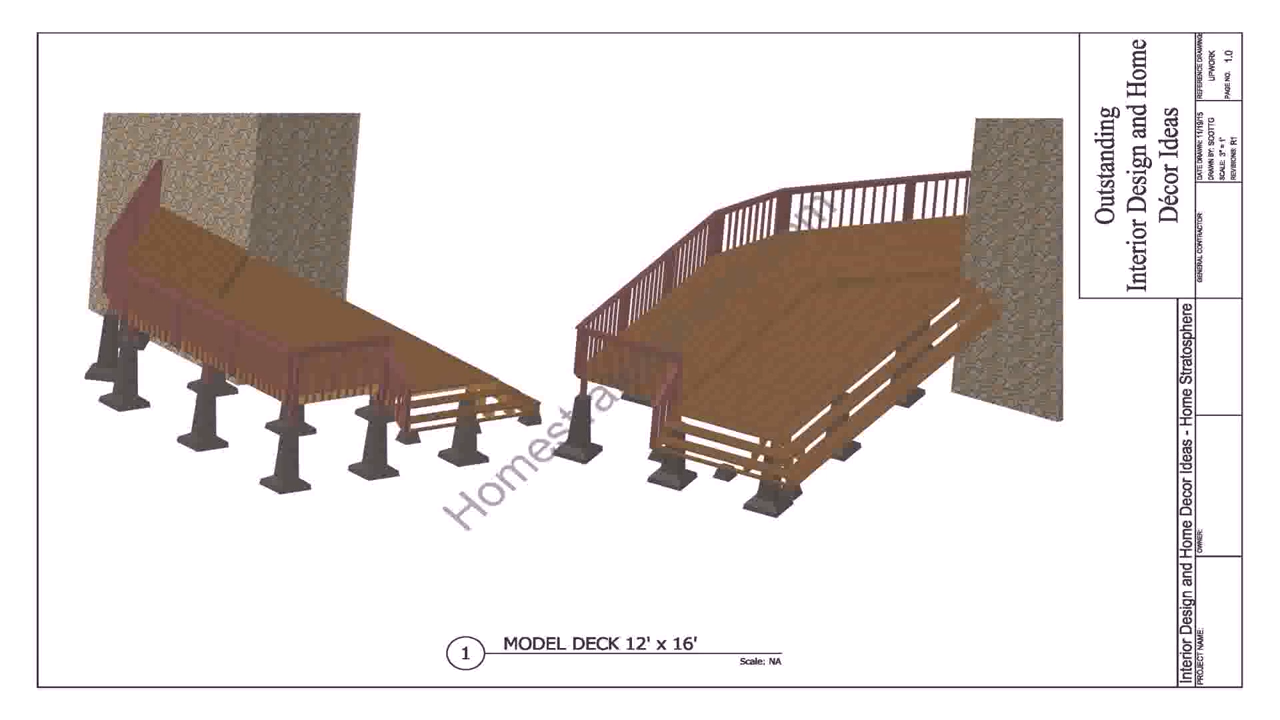 Outstanding
Interior Design and Home
Décor Ideas
REFERENCE DRAWING:
UPWORK
PAGE NO. 1.0
DATE DRAWN: 11/19/15
DRAWN BY: SCOTTG
SCALE: 3" = 1'
REVISION#: R1
GENERAL CONTRACTOR:
OWNER:
PROJECT NAME:
Interior Design and Home Decor Ideas - Home Stratosphere
1
MODEL DECK 12' x 16'
Scale: NA